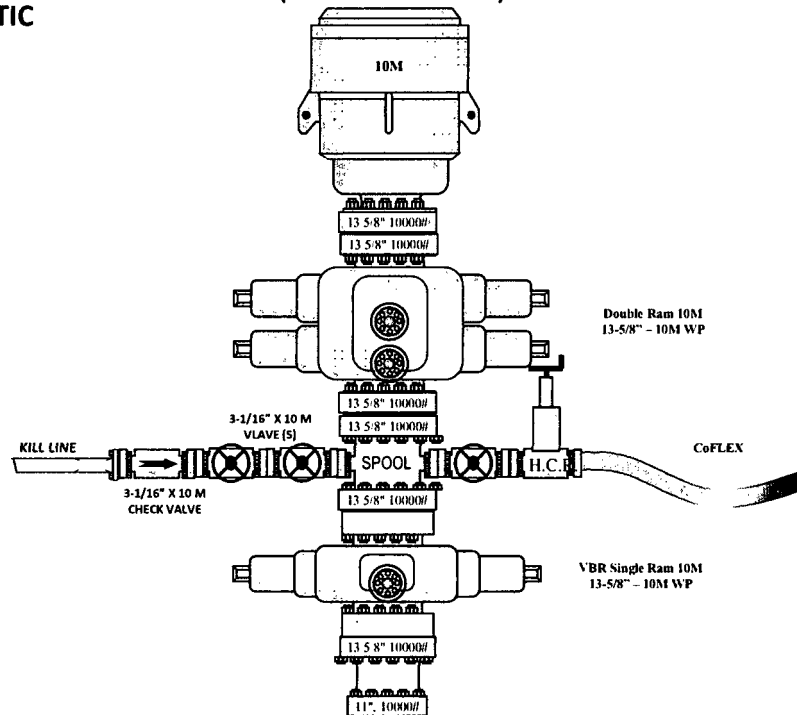 TIC
10M
13 5/8" 10000#
13 5/8" 10000#
Double Ram 10M
13-5/8" – 10M WP
13 5/8" 10000#
13 5/8" 10000#
3-1/16" X 10 M
VLAVE (S)
KILL LINE
SPOOL
H.C.
CoFLEX
3-1/16" X 10 M
CHECK VALVE
13 5/8" 10000#
VBR Single Ram 10M
13-5/8" – 10M WP
13 5 8" 10000#
11", 10000#